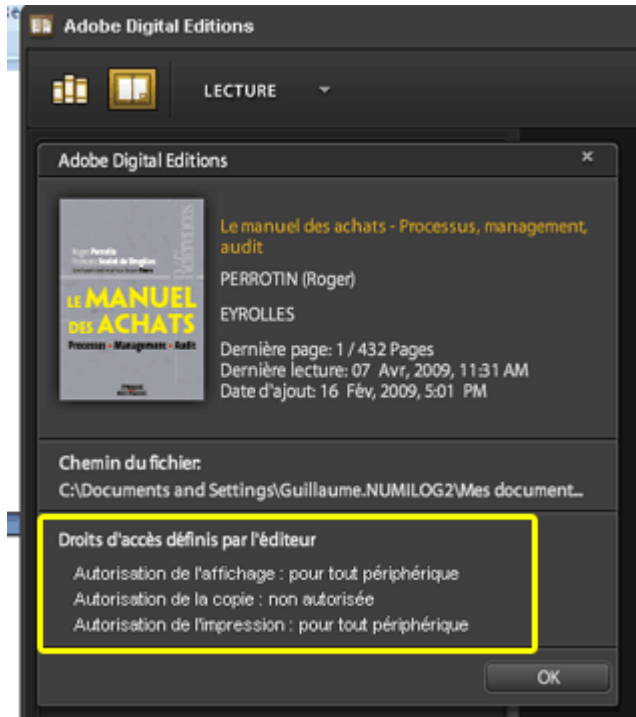 Adobe Digital Editions
LECTURE
Adobe Digital Editions
Roger Perrotin
Références
LE MANUEL
DES ACHATS
Processus • Management • Audit
Le manuel des achats - Processus, management,
audit
PERROTIN (Roger)
EYROLLES
Dernière page: 1 / 432 Pages
Dernière lecture: 07 Avr, 2009, 11:31 AM
Date d'ajout: 16 Fév, 2009, 5:01 PM
Chemin du fichier:
C:\Documents and Settings\Guillaume.NUMILOG2\Mes document...
Droits d'accès définis par l'éditeur
Autorisation de l'affichage : pour tout périphérique
Autorisation de la copie : non autorisée
Autorisation de l'impression : pour tout périphérique
OK